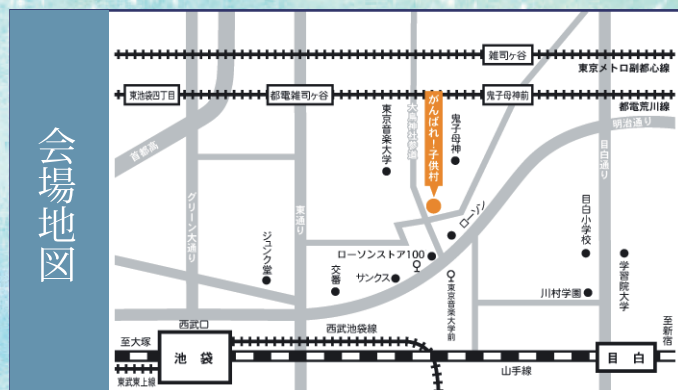 会場地図
雑司ヶ谷
東京メトロ副都心線
東池袋四丁目
都電雑司ヶ谷
鬼子母神前
都電荒川線
明治通り
首都高
東京音楽大学
大鳥神社参道
がんばれ！子供村
鬼子母神
目白通り
グリーン大通り
東通り
ジュンク堂
交番
ローソン
ローソンストア100
サンクス
東京音楽大学前
目白小学校
学習院大学
川村学園
西武口
西武池袋線
至大塚
池袋
東武東上線
山手線
目白
至新宿